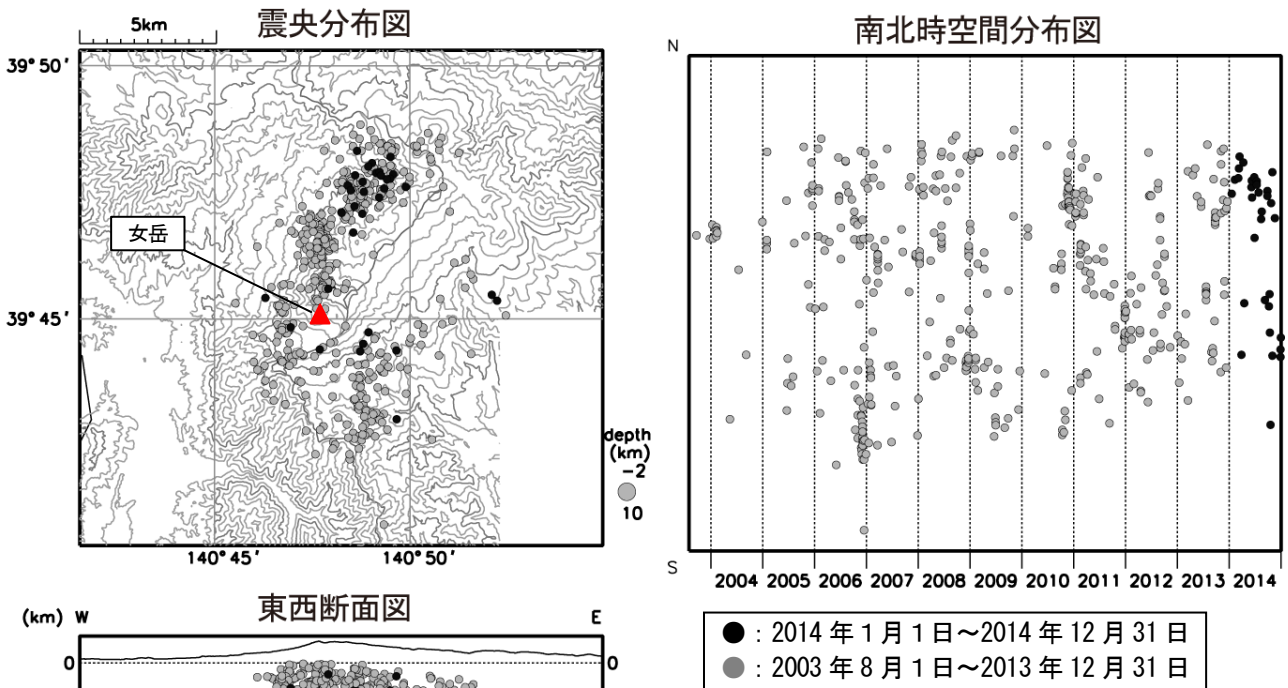 震央分布図
5km
39° 50′
女岳
39° 45′
140° 45′
140° 50′
depth
(km)
-2
10
南北時空間分布図
N
S
2004 2005 2006 2007 2008 2009 2010 2011 2012 2013 2014
東西断面図
(km) W
E
0
0
● : 2014 年 1 月 1 日～2014 年 12 月 31 日
● : 2003 年 8 月 1 日～2013 年 12 月 31 日